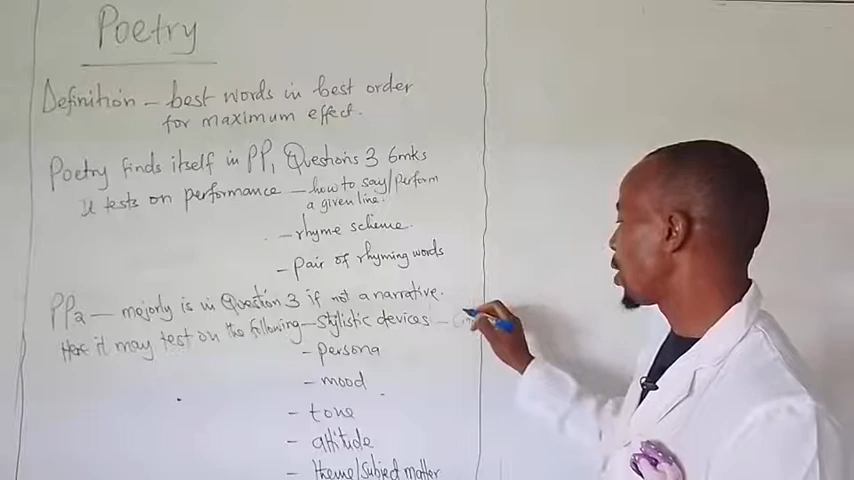 Poetry
Definition - best words in best order
for maximum effect.
Poetry finds itself in PP1 Questions 3 6mks
It tests on performance - how to say/perform
a given line.
- rhyme scheme.
- pair of rhyming words
PP2 - majorly is in Question 3 if not a narrative.
Here it may test on the following - stylistic devices -
- persona
- mood
- tone
- attitude
- theme/subject matter